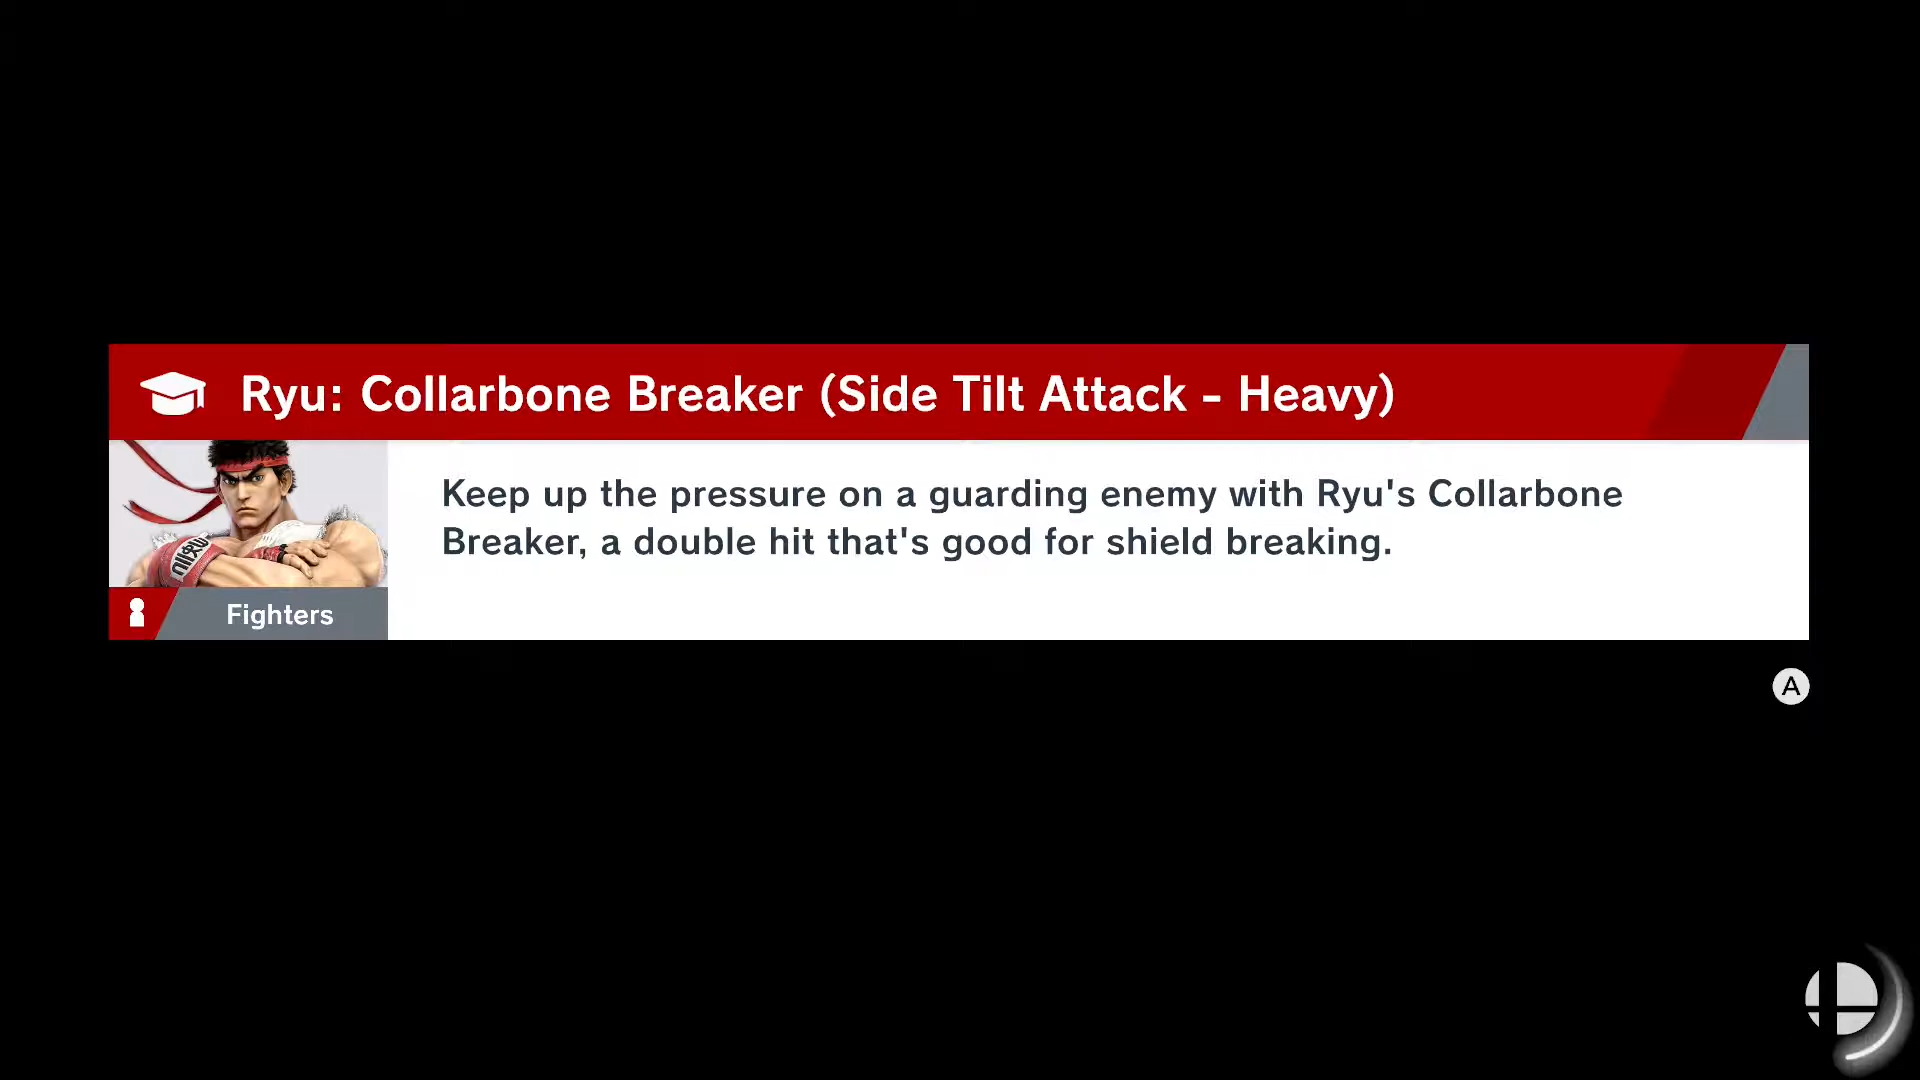 Ryu: Collarbone Breaker (Side Tilt Attack - Heavy)
Keep up the pressure on a guarding enemy with Ryu's Collarbone
Breaker, a double hit that's good for shield breaking.
Fighters
A